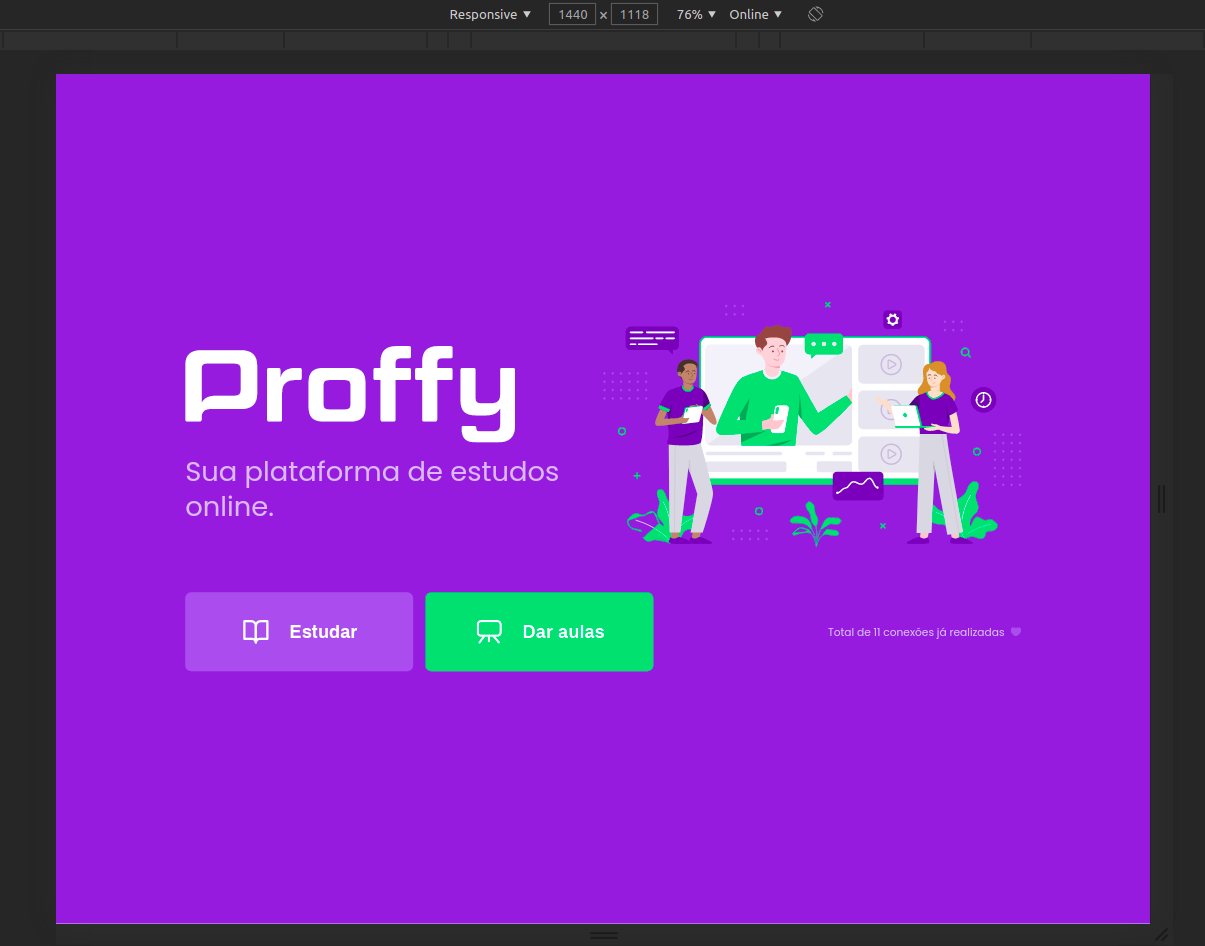 Responsive ▼ 1440 × 1118 76% ▼ Online ▼
Proffy
Sua plataforma de estudos
online.
Estudar
Dar aulas
Total de 11 conexões já realizadas